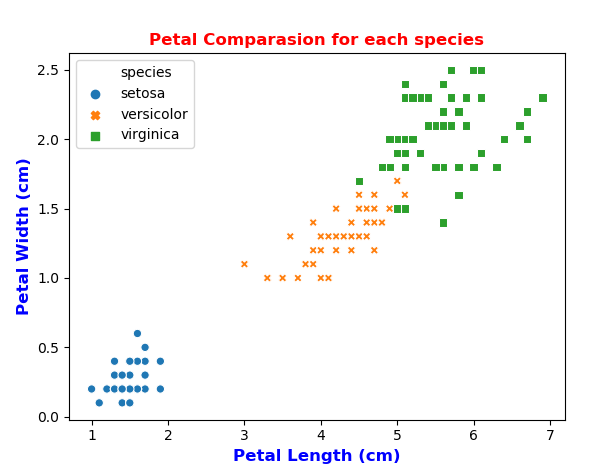 Petal Comparasion for each species
species
setosa
versicolor
virginica
Petal Width (cm)
2.5
2.0
1.5
1.0
0.5
0.0
1 2 3 4 5 6 7
Petal Length (cm)